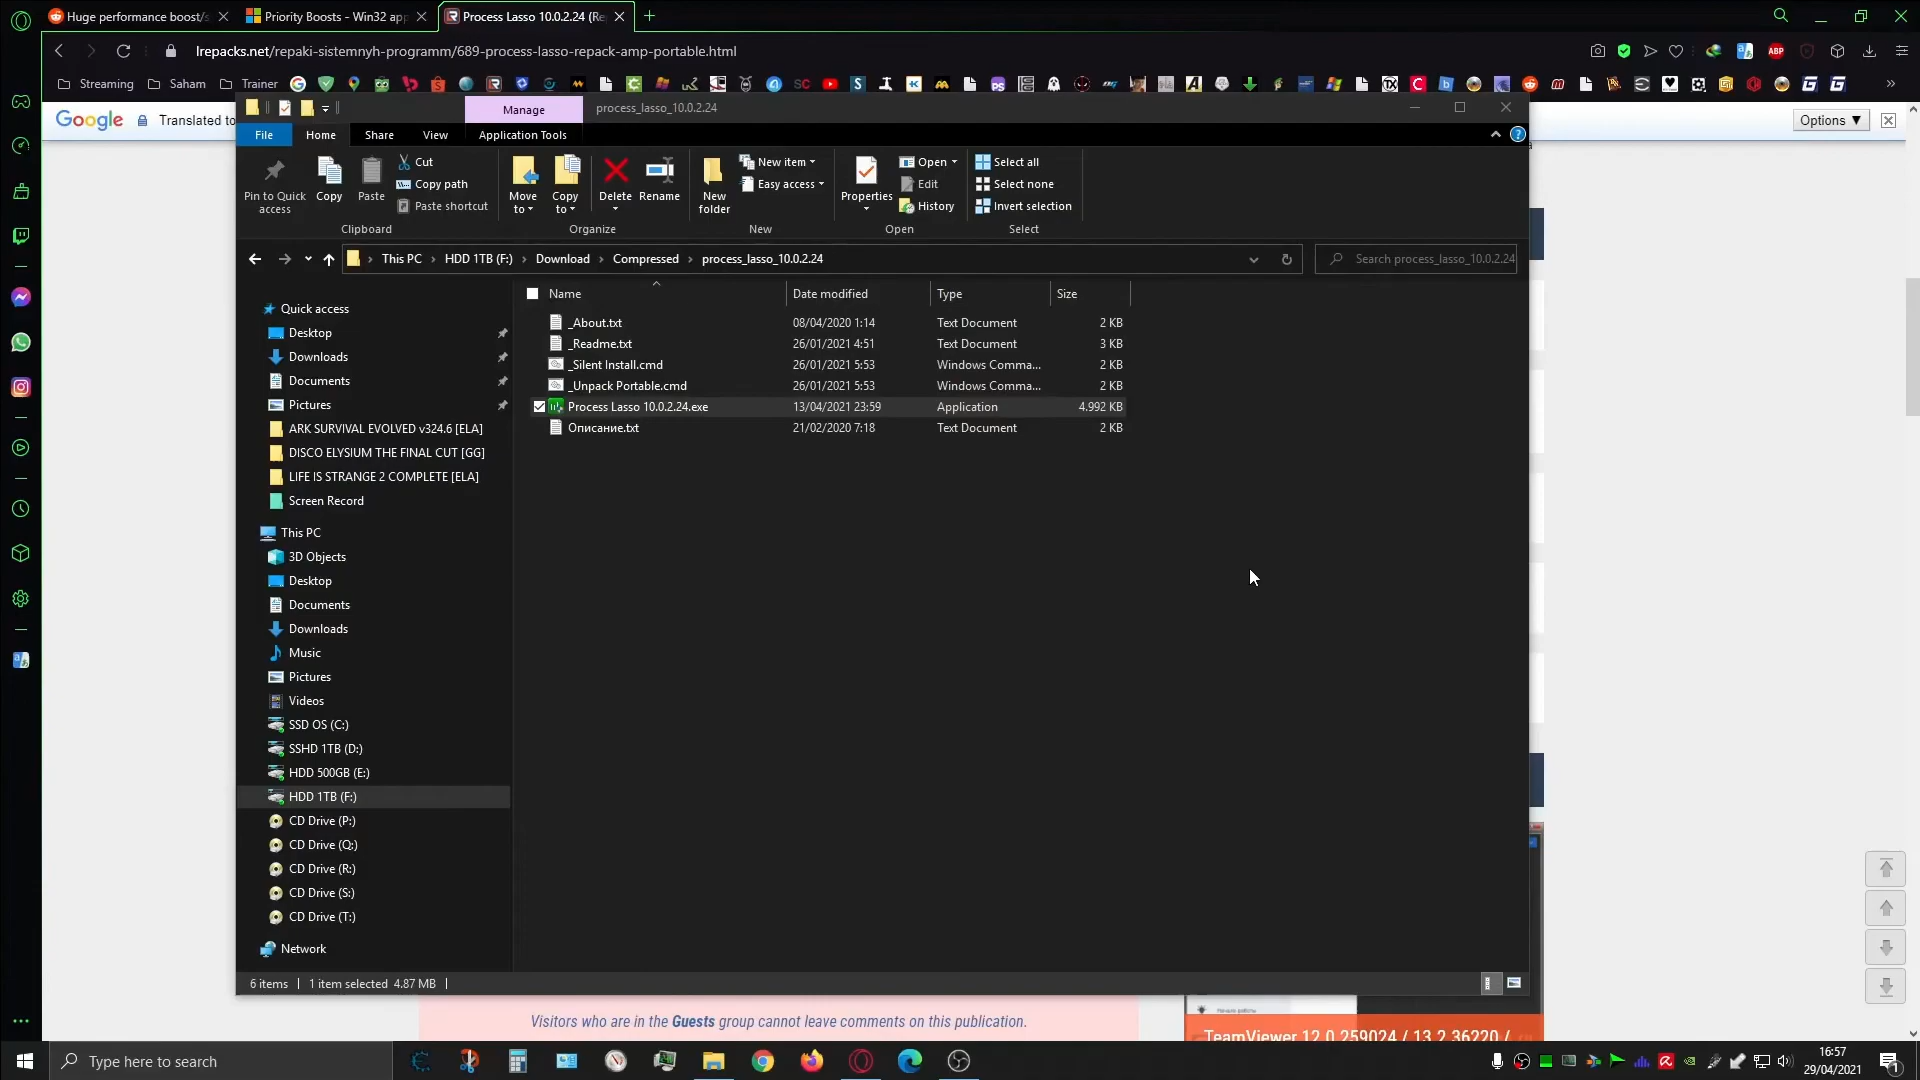 Huge performance boost/s
Priority Boosts - Win32 app
Process Lasso 10.0.2.24 (Re
lrepacks.net/repaki-sistemnyh-programm/689-process-lasso-repack-amp-portable.html
ABP
Streaming
Saham
Trainer
Google
Translated to
Options ▼
Manage
process_lasso_10.0.2.24
File
Home
Share
View
Application Tools
Pin to Quick access
Copy
Paste
Cut
Copy path
Paste shortcut
Clipboard
Move to
Copy to
Delete
Rename
Organize
New folder
New item
Easy access
New
Properties
Open
Edit
History
Open
Select all
Select none
Invert selection
Select
This PC › HDD 1TB (F:) › Download › Compressed › process_lasso_10.0.2.24
Search process_lasso_10.0.2.24
Name Date modified Type Size
_About.txt 08/04/2020 1:14 Text Document 2 KB
_Readme.txt 26/01/2021 4:51 Text Document 3 KB
_Silent Install.cmd 26/01/2021 5:53 Windows Comma... 2 KB
_Unpack Portable.cmd 26/01/2021 5:53 Windows Comma... 2 KB
Process Lasso 10.0.2.24.exe 13/04/2021 23:59 Application 4.992 KB
Описание.txt 21/02/2020 7:18 Text Document 2 KB
Quick access
Desktop
Downloads
Documents
Pictures
ARK SURVIVAL EVOLVED v324.6 [ELA]
DISCO ELYSIUM THE FINAL CUT [GG]
LIFE IS STRANGE 2 COMPLETE [ELA]
Screen Record
This PC
3D Objects
Desktop
Documents
Downloads
Music
Pictures
Videos
SSD OS (C:)
SSHD 1TB (D:)
HDD 500GB (E:)
HDD 1TB (F:)
CD Drive (P:)
CD Drive (Q:)
CD Drive (R:)
CD Drive (S:)
CD Drive (T:)
Network
6 items
1 item selected 4.87 MB
Visitors who are in the Guests group cannot leave comments on this publication.
TeamViewer 12.0.259024 / 13.2.36220 /
Type here to search
16:57
29/04/2021
1